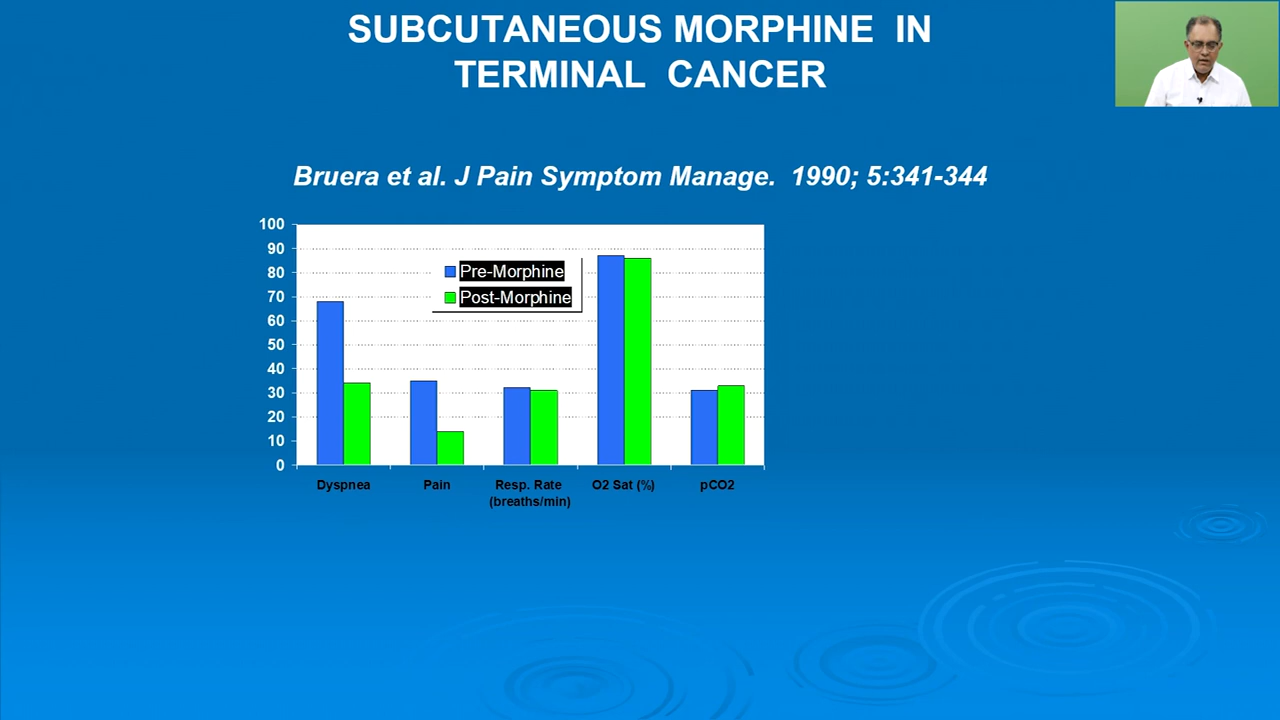 SUBCUTANEOUS MORPHINE IN
TERMINAL CANCER
Bruera et al. J Pain Symptom Manage. 1990; 5:341-344
100
90
80
70
60
50
40
30
20
10
0
Pre-Morphine
Post-Morphine
Dyspnea
Pain
Resp. Rate
(breaths/min)
O2 Sat (%)
pCO2